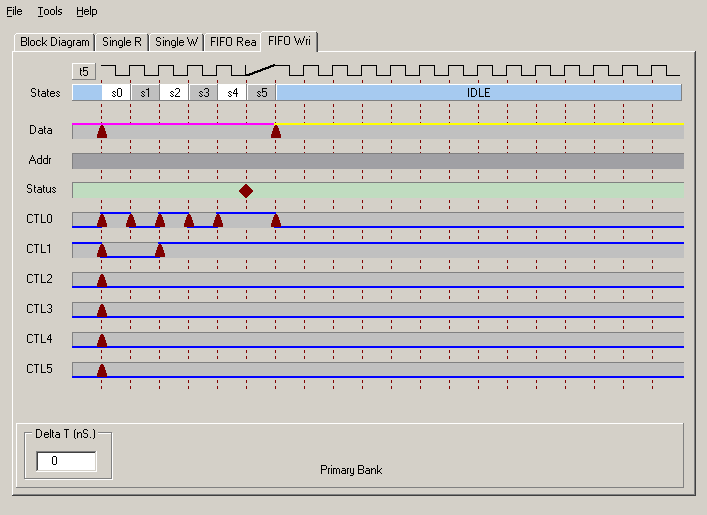 File Tools Help
Block Diagram Single R Single W FIFO Rea FIFO Wri
t5
States s0 s1 s2 s3 s4 s5 IDLE
Data
Addr
Status
CTL0
CTL1
CTL2
CTL3
CTL4
CTL5
Delta T (nS.)
0
Primary Bank